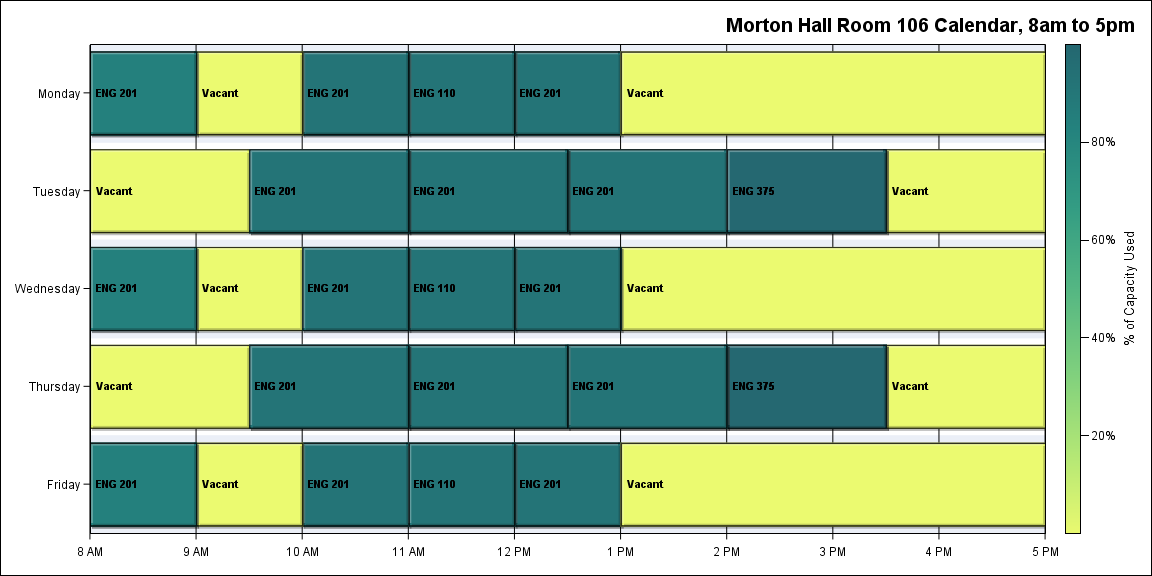 Morton Hall Room 106 Calendar, 8am to 5pm
Monday ENG 201 Vacant ENG 201 ENG 110 ENG 201 Vacant
80%
Tuesday Vacant ENG 201 ENG 201 ENG 201 ENG 375 Vacant
60%
% of Capacity Used
Wednesday ENG 201 Vacant ENG 201 ENG 110 ENG 201 Vacant
40%
Thursday Vacant ENG 201 ENG 201 ENG 201 ENG 375 Vacant
20%
Friday ENG 201 Vacant ENG 201 ENG 110 ENG 201 Vacant
8 AM 9 AM 10 AM 11 AM 12 PM 1 PM 2 PM 3 PM 4 PM 5 PM